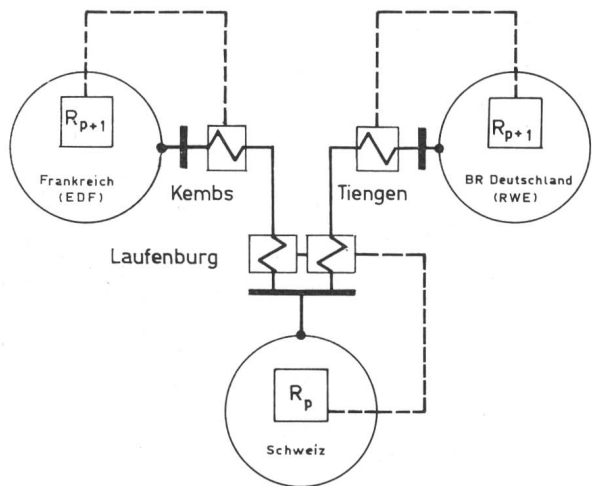 R p+1
Frankreich
(EDF)
Kembs
R p+1
BR Deutschland
(RWE)
Tiengen
Laufenburg
R p
Schweiz